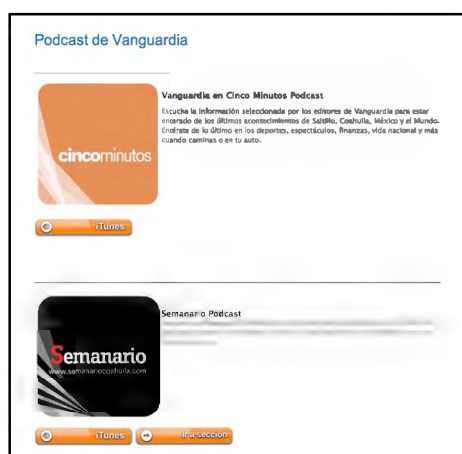 Podcast de Vanguardia
Vanguardia en Cinco Minutos Podcast
Escucha la información seleccionada por los editores de Vanguardia para estar
enterado de los últimos acontecimientos de Saltillo, Coahuila, México y el Mundo.
Entérate de lo último en los deportes, espectáculos, finanzas, vida nacional y más
cuando caminas o en tu auto.
cincominutos
iTunes
Semanario Podcast
Semanario
www.semanariocoahuila.com
iTunes
Ir a sección